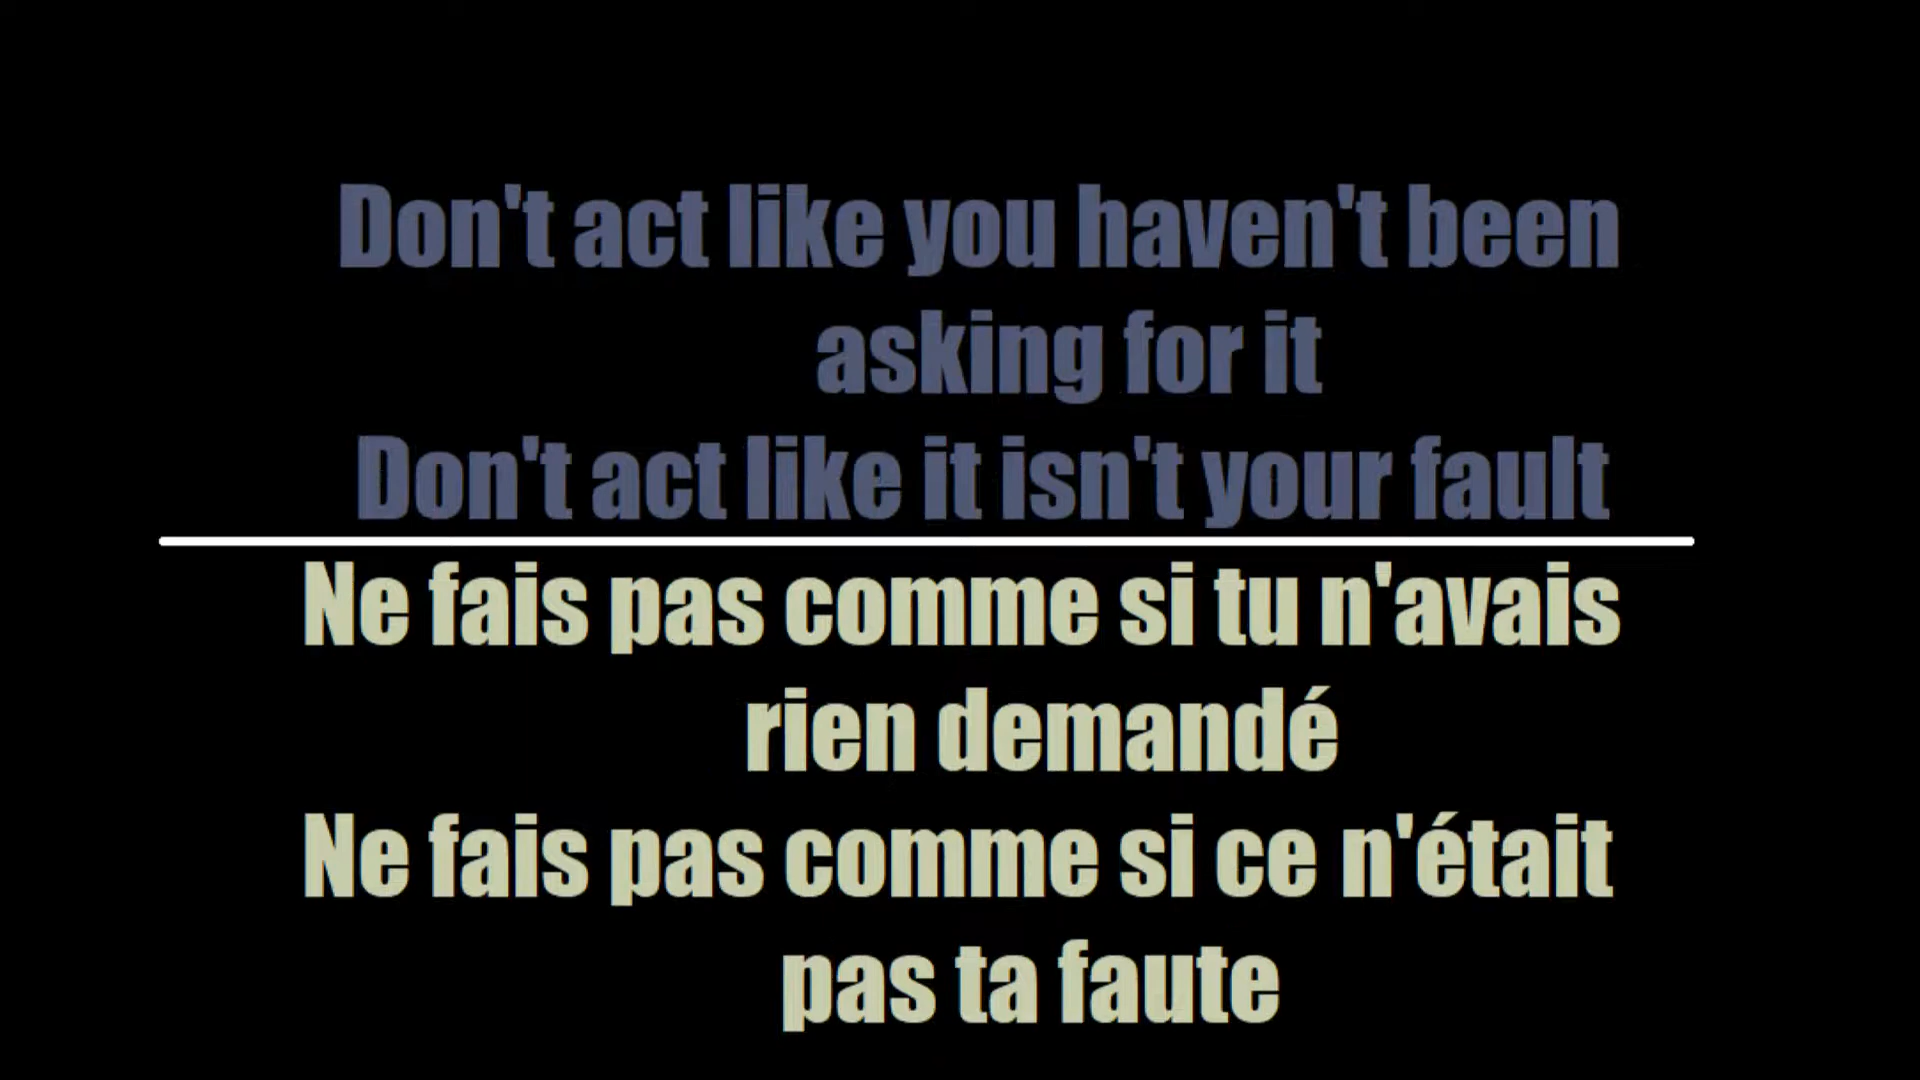 Don't act like you haven't been
asking for it
Don't act like it isn't your fault
Ne fais pas comme si tu n'avais
rien demandé
Ne fais pas comme si ce n'était
pas ta faute